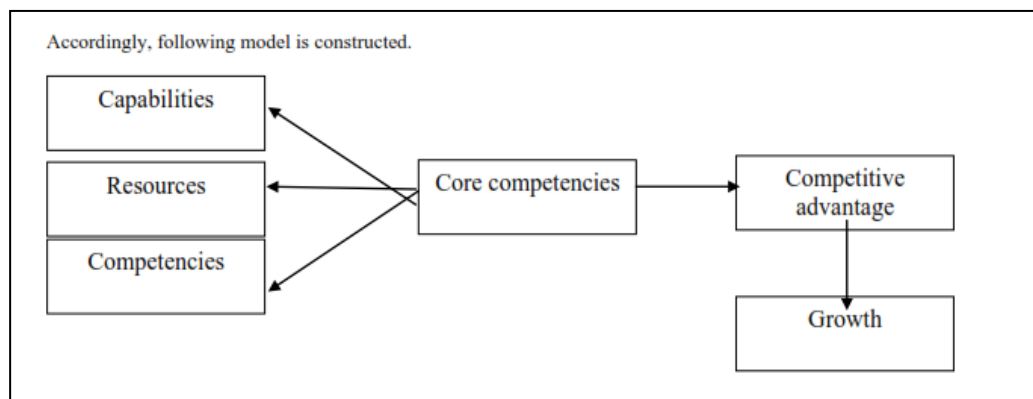 Accordingly, following model is constructed.
Capabilities
Resources
Competencies
Core competencies
Competitive
advantage
Growth